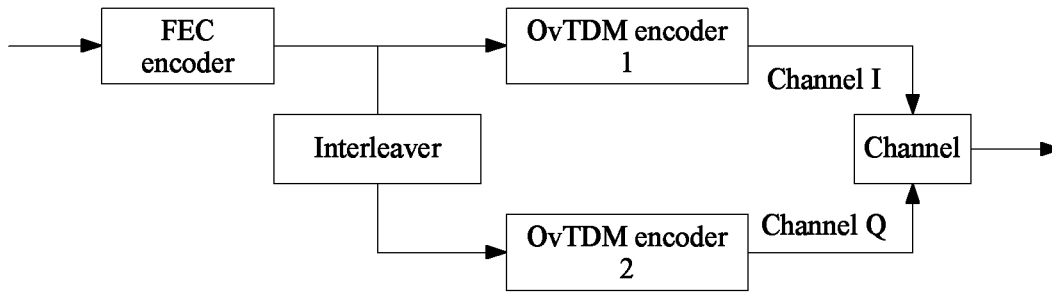 FEC
encoder
OvTDM encoder
1
Channel I
Interleaver
Channel
OvTDM encoder
2
Channel Q